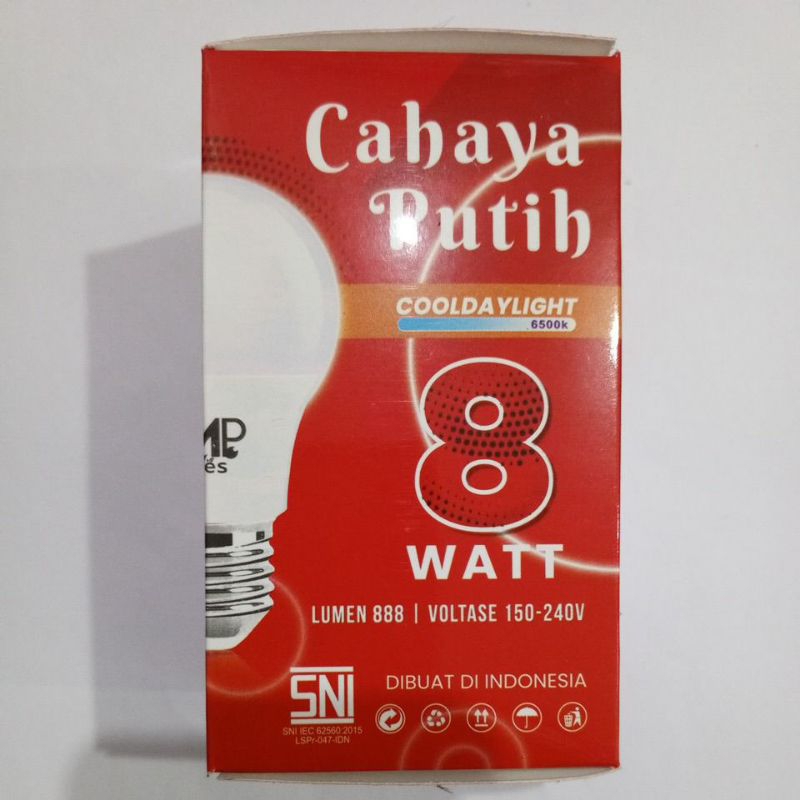 Cahaya
Putih
COOLDAYLIGHT
6500k
8
WATT
LUMEN 888 | VOLTASE 150-240V
SNI
DIBUAT DI INDONESIA
SNI IEC 62560:2015
LSPr-047-IDN